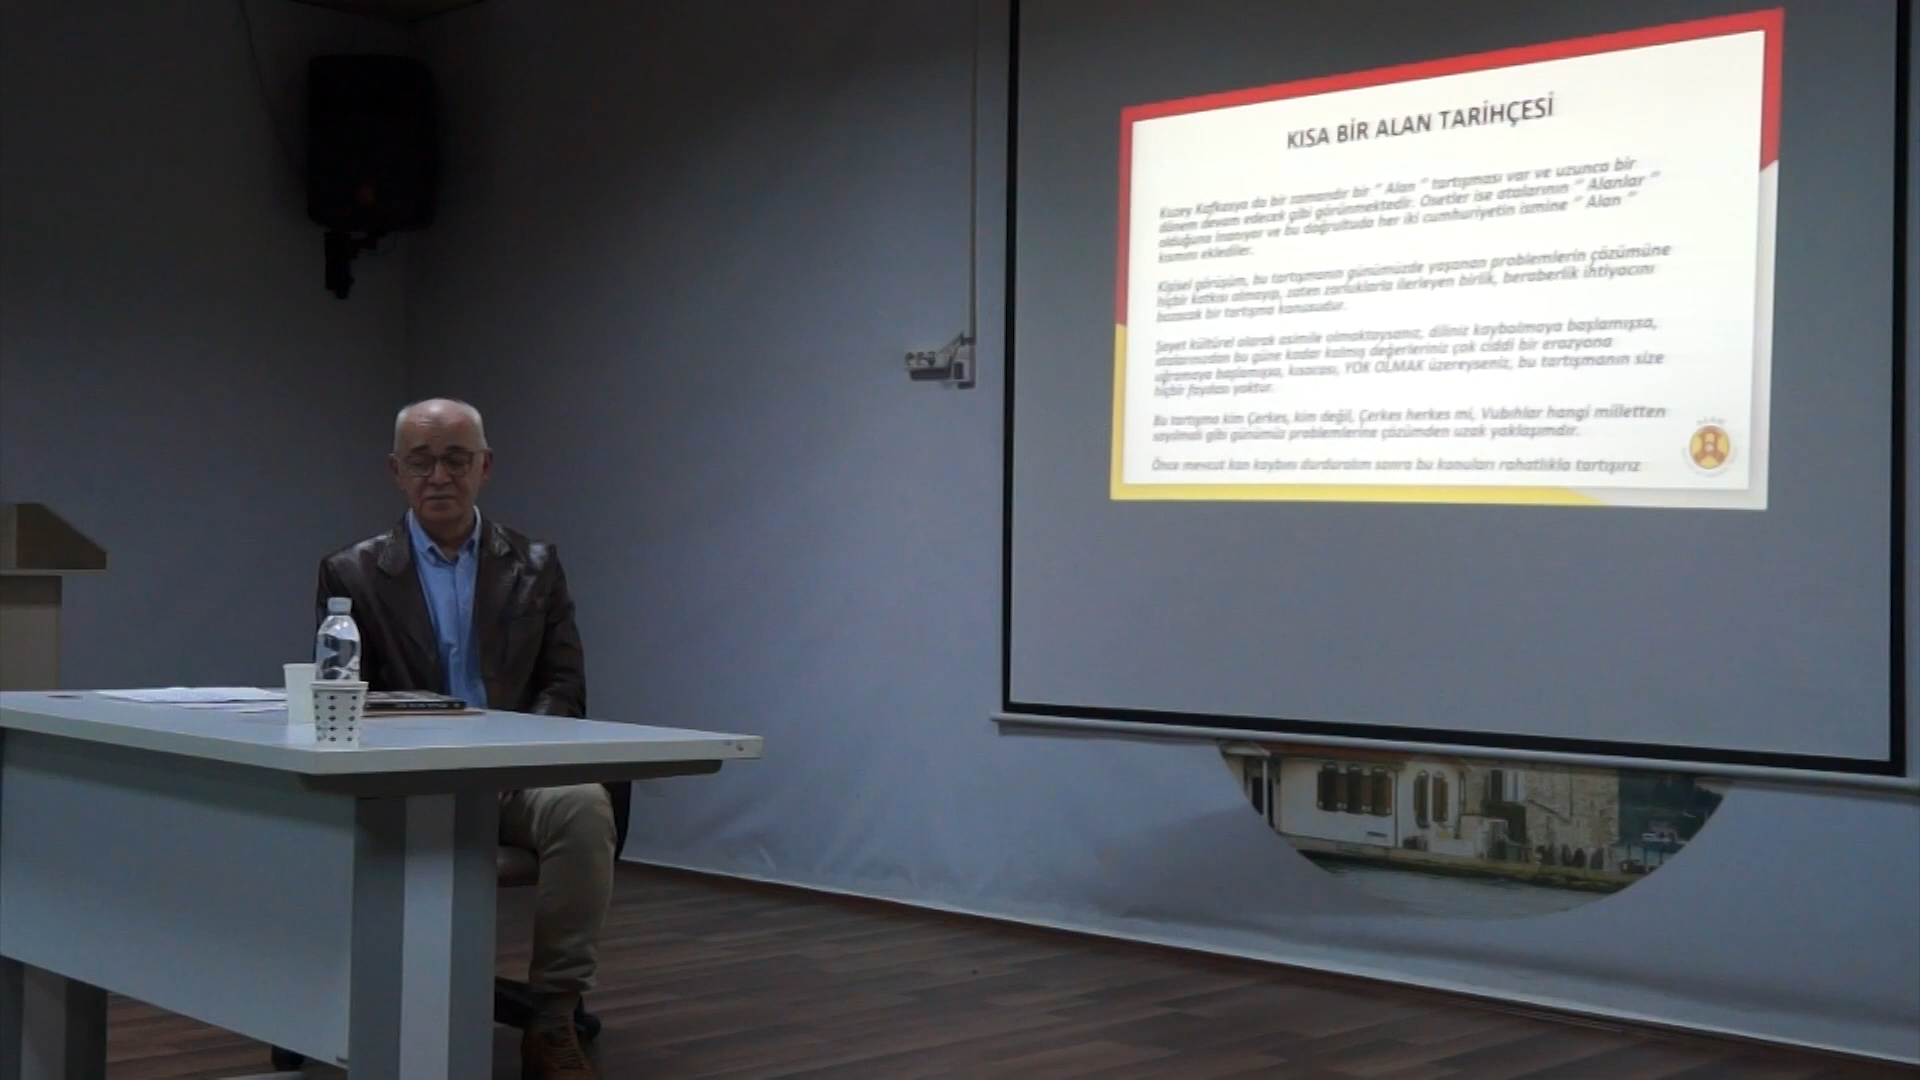 KISA BİR ALAN TARİHÇESİ
Kuzey Kafkasya da bir zamandır bir " Alan " tartışması var ve uzunca bir
dönem devam edecek gibi görünmektedir. Osetler ise atalarının " Alanlar "
olduğuna inanıyor ve bu doğrultuda her iki cumhuriyetin ismine " Alan "
kısmını eklediler.
Kişisel görüşüm, bu tartışmanın günümüzde yaşanan problemlerin çözümüne
hiçbir katkısı olmayıp, zaten zorluklarla ilerleyen birlik, beraberlik ihtiyacını
bozacak bir tartışma konusudur.
Şayet kültürel olarak asimile olmaktaysanız, diliniz kaybolmaya başlamışsa,
atalarınızdan bu güne kadar kalmış değerleriniz çok ciddi bir erozyona
uğramaya başlamışsa, kısacası, YOK OLMAK üzereyseniz, bu tartışmanın size
hiçbir faydası yoktur.
Bu tartışma kim Çerkes, kim değil, Çerkes herkes mi, Vubıhlar hangi milletten
sayılmalı gibi günümüz problemlerine çözümden uzak yaklaşımdır.
Önce mevcut kan kaybını durduralım sonra bu konuları rahatlıkla tartışırız